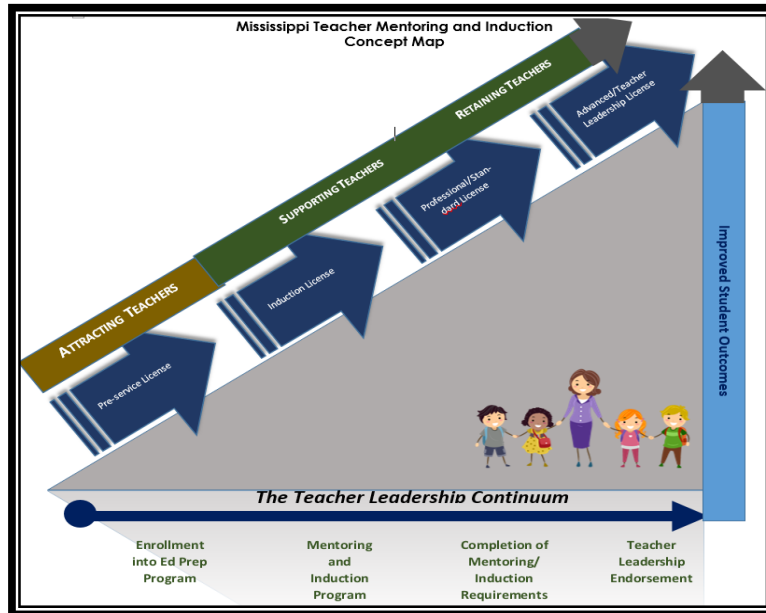 Mississippi Teacher Mentoring and Induction
Concept Map
ATTRACTING TEACHERS
SUPPORTING TEACHERS
RETAINING TEACHERS
Pre-service License
Induction License
Professional/Stan-
dard License
Advanced/Teacher
Leadership License
Improved Student Outcomes
The Teacher Leadership Continuum
Enrollment
into Ed Prep
Program
Mentoring
and
Induction
Program
Completion of
Mentoring/
Induction
Requirements
Teacher
Leadership
Endorsement